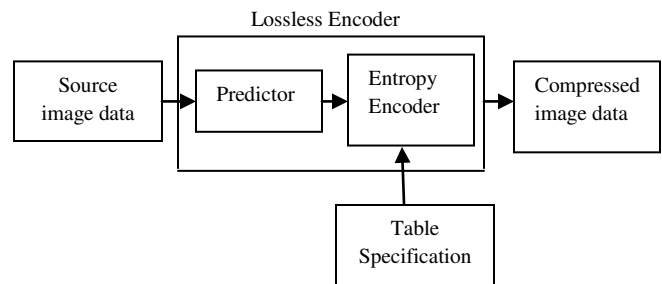 Lossless Encoder
Source
image data
Predictor
Entropy
Encoder
Compressed
image data
Table
Specification